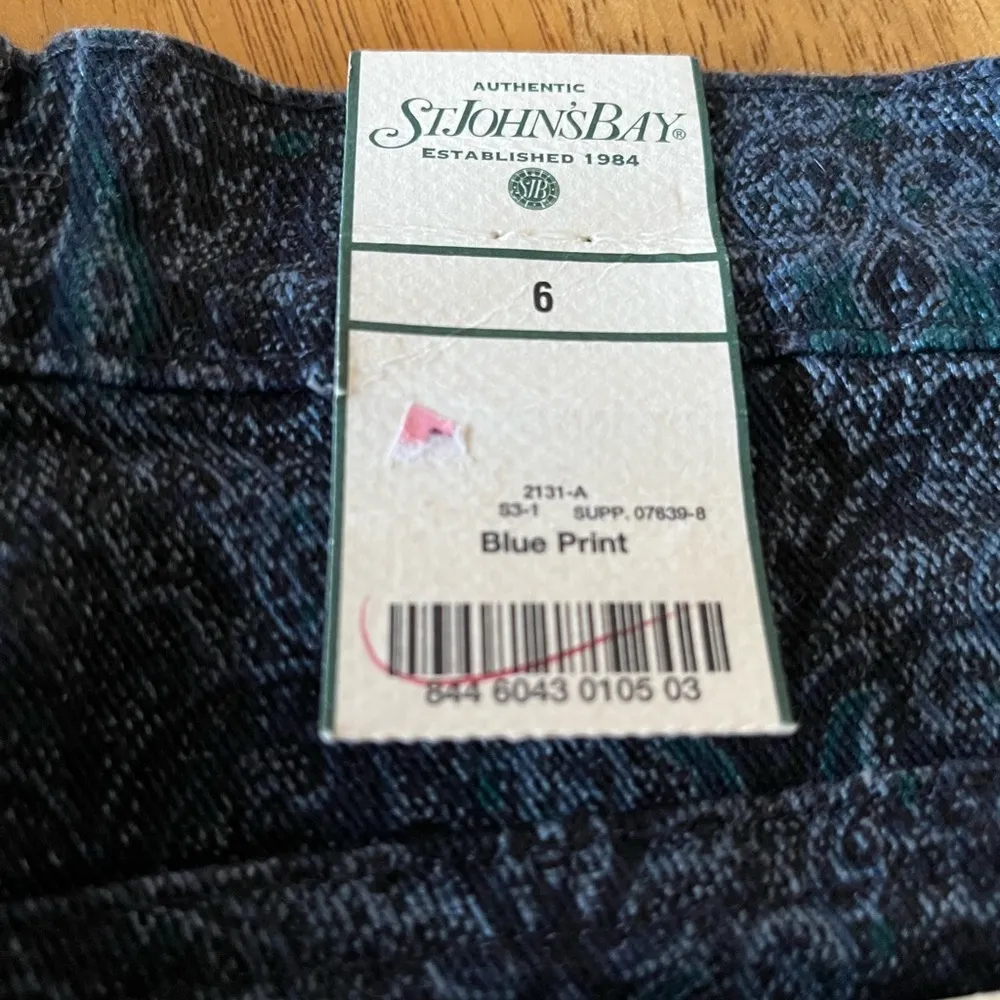 AUTHENTIC
ST JOHN'S BAY®
ESTABLISHED 1984
SJB
6
2131-A
S3-1 SUPP. 07639-8
Blue Print
844 6043 0105 03